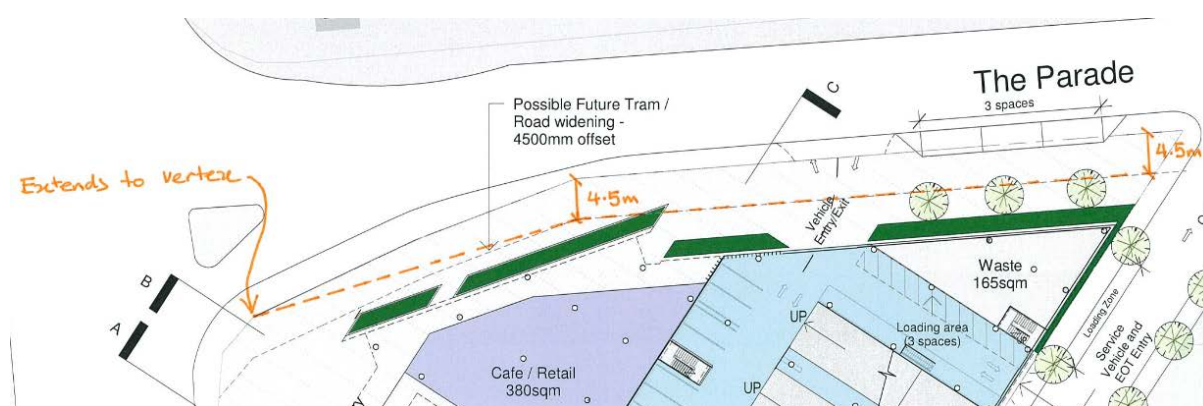 The Parade
3 spaces
C
Possible Future Tram /
Road widening -
4500mm offset
4.5m
Extends to vertex
4.5m
Vehicle
Entry/Exit
B
A
Waste
165sqm
Loading Zone
UP
Loading area
(3 spaces)
Service
Vehicle and
EOT Entry
Cafe / Retail
380sqm
UP